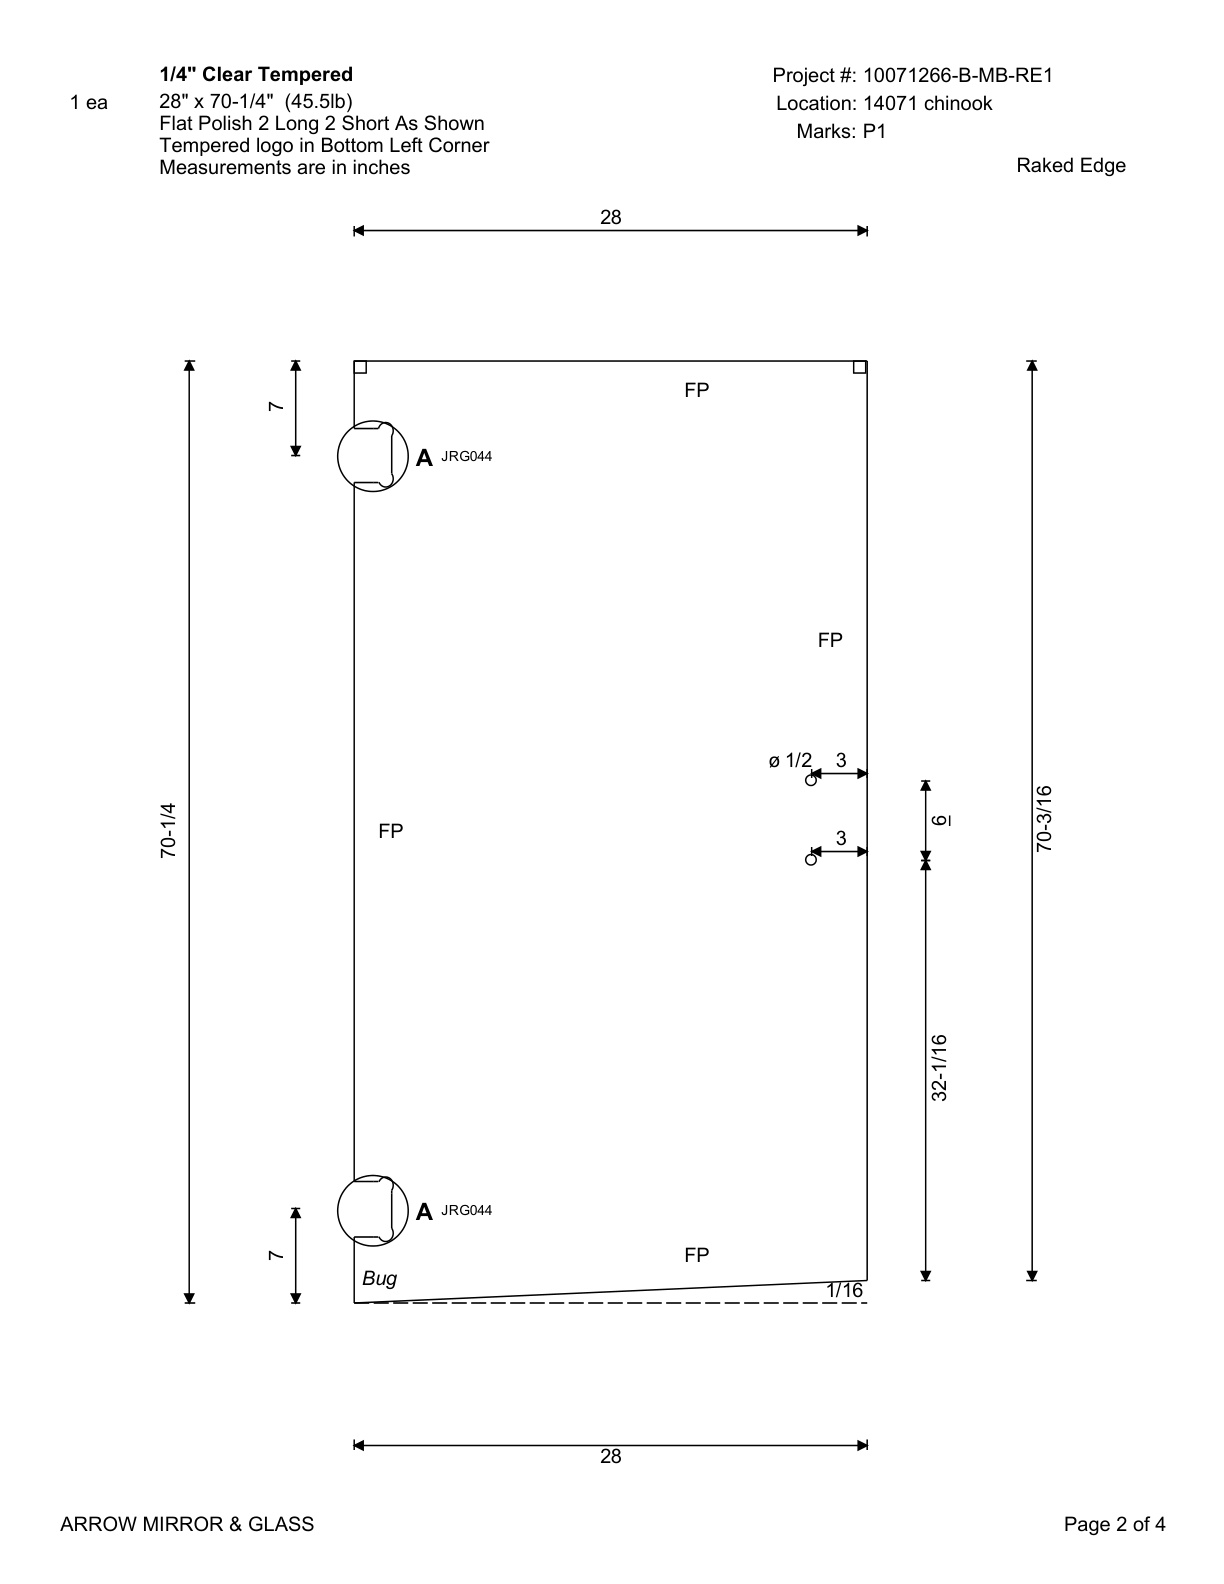 1/4" Clear Tempered
Project #: 10071266-B-MB-RE1
1 ea
28" x 70-1/4" (45.5lb)
Location: 14071 chinook
Flat Polish 2 Long 2 Short As Shown
Marks: P1
Tempered logo in Bottom Left Corner
Measurements are in inches
Raked Edge
28
FP
7
A JRG044
FP
ø 1/2
3
6
70-1/4
FP
70-3/16
3
32-1/16
A JRG044
7
FP
Bug
1/16
28
ARROW MIRROR & GLASS
Page 2 of 4